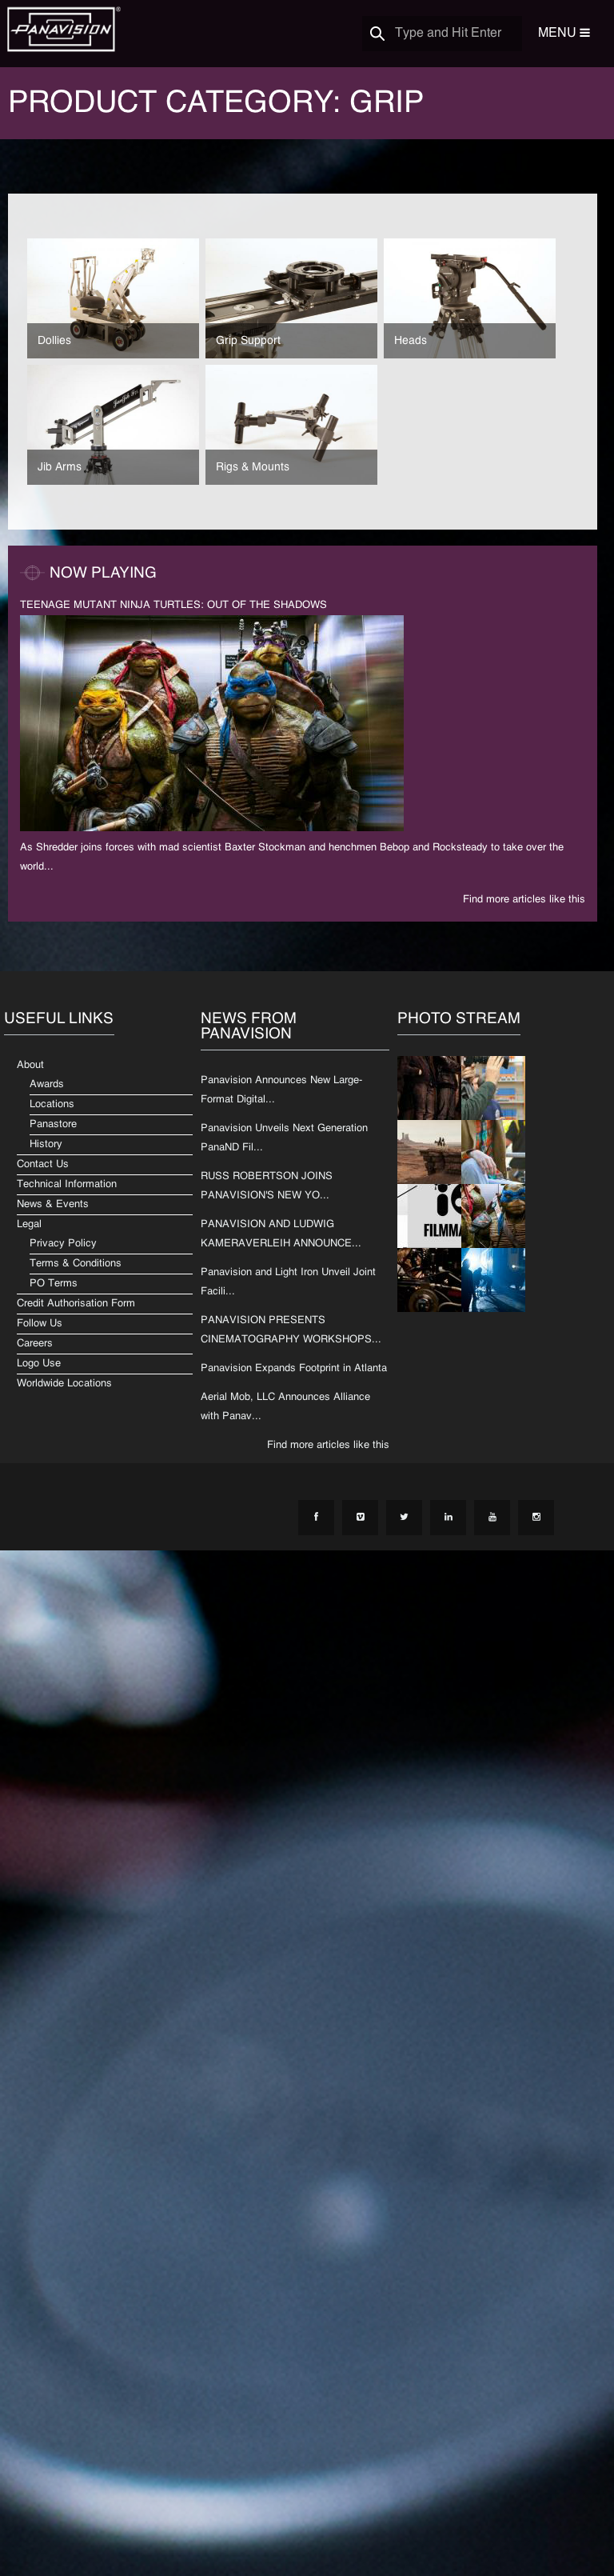 PANAVISION ®
Type and Hit Enter
MENU
PRODUCT CATEGORY: GRIP
Dollies
Grip Support
Heads
Jib Arms
Rigs & Mounts
NOW PLAYING
TEENAGE MUTANT NINJA TURTLES: OUT OF THE SHADOWS
As Shredder joins forces with mad scientist Baxter Stockman and henchmen Bebop and Rocksteady to take over the
world...
Find more articles like this
USEFUL LINKS
About
Awards
Locations
Panastore
History
Contact Us
Technical Information
News & Events
Legal
Privacy Policy
Terms & Conditions
PO Terms
Credit Authorisation Form
Follow Us
Careers
Logo Use
Worldwide Locations
NEWS FROM
PANAVISION
Panavision Announces New Large-
Format Digital...
Panavision Unveils Next Generation
PanaND Fil...
RUSS ROBERTSON JOINS
PANAVISION'S NEW YO...
PANAVISION AND LUDWIG
KAMERAVERLEIH ANNOUNCE...
Panavision and Light Iron Unveil Joint
Facili...
PANAVISION PRESENTS
CINEMATOGRAPHY WORKSHOPS...
Panavision Expands Footprint in Atlanta
Aerial Mob, LLC Announces Alliance
with Panav...
Find more articles like this
PHOTO STREAM
FILMMA